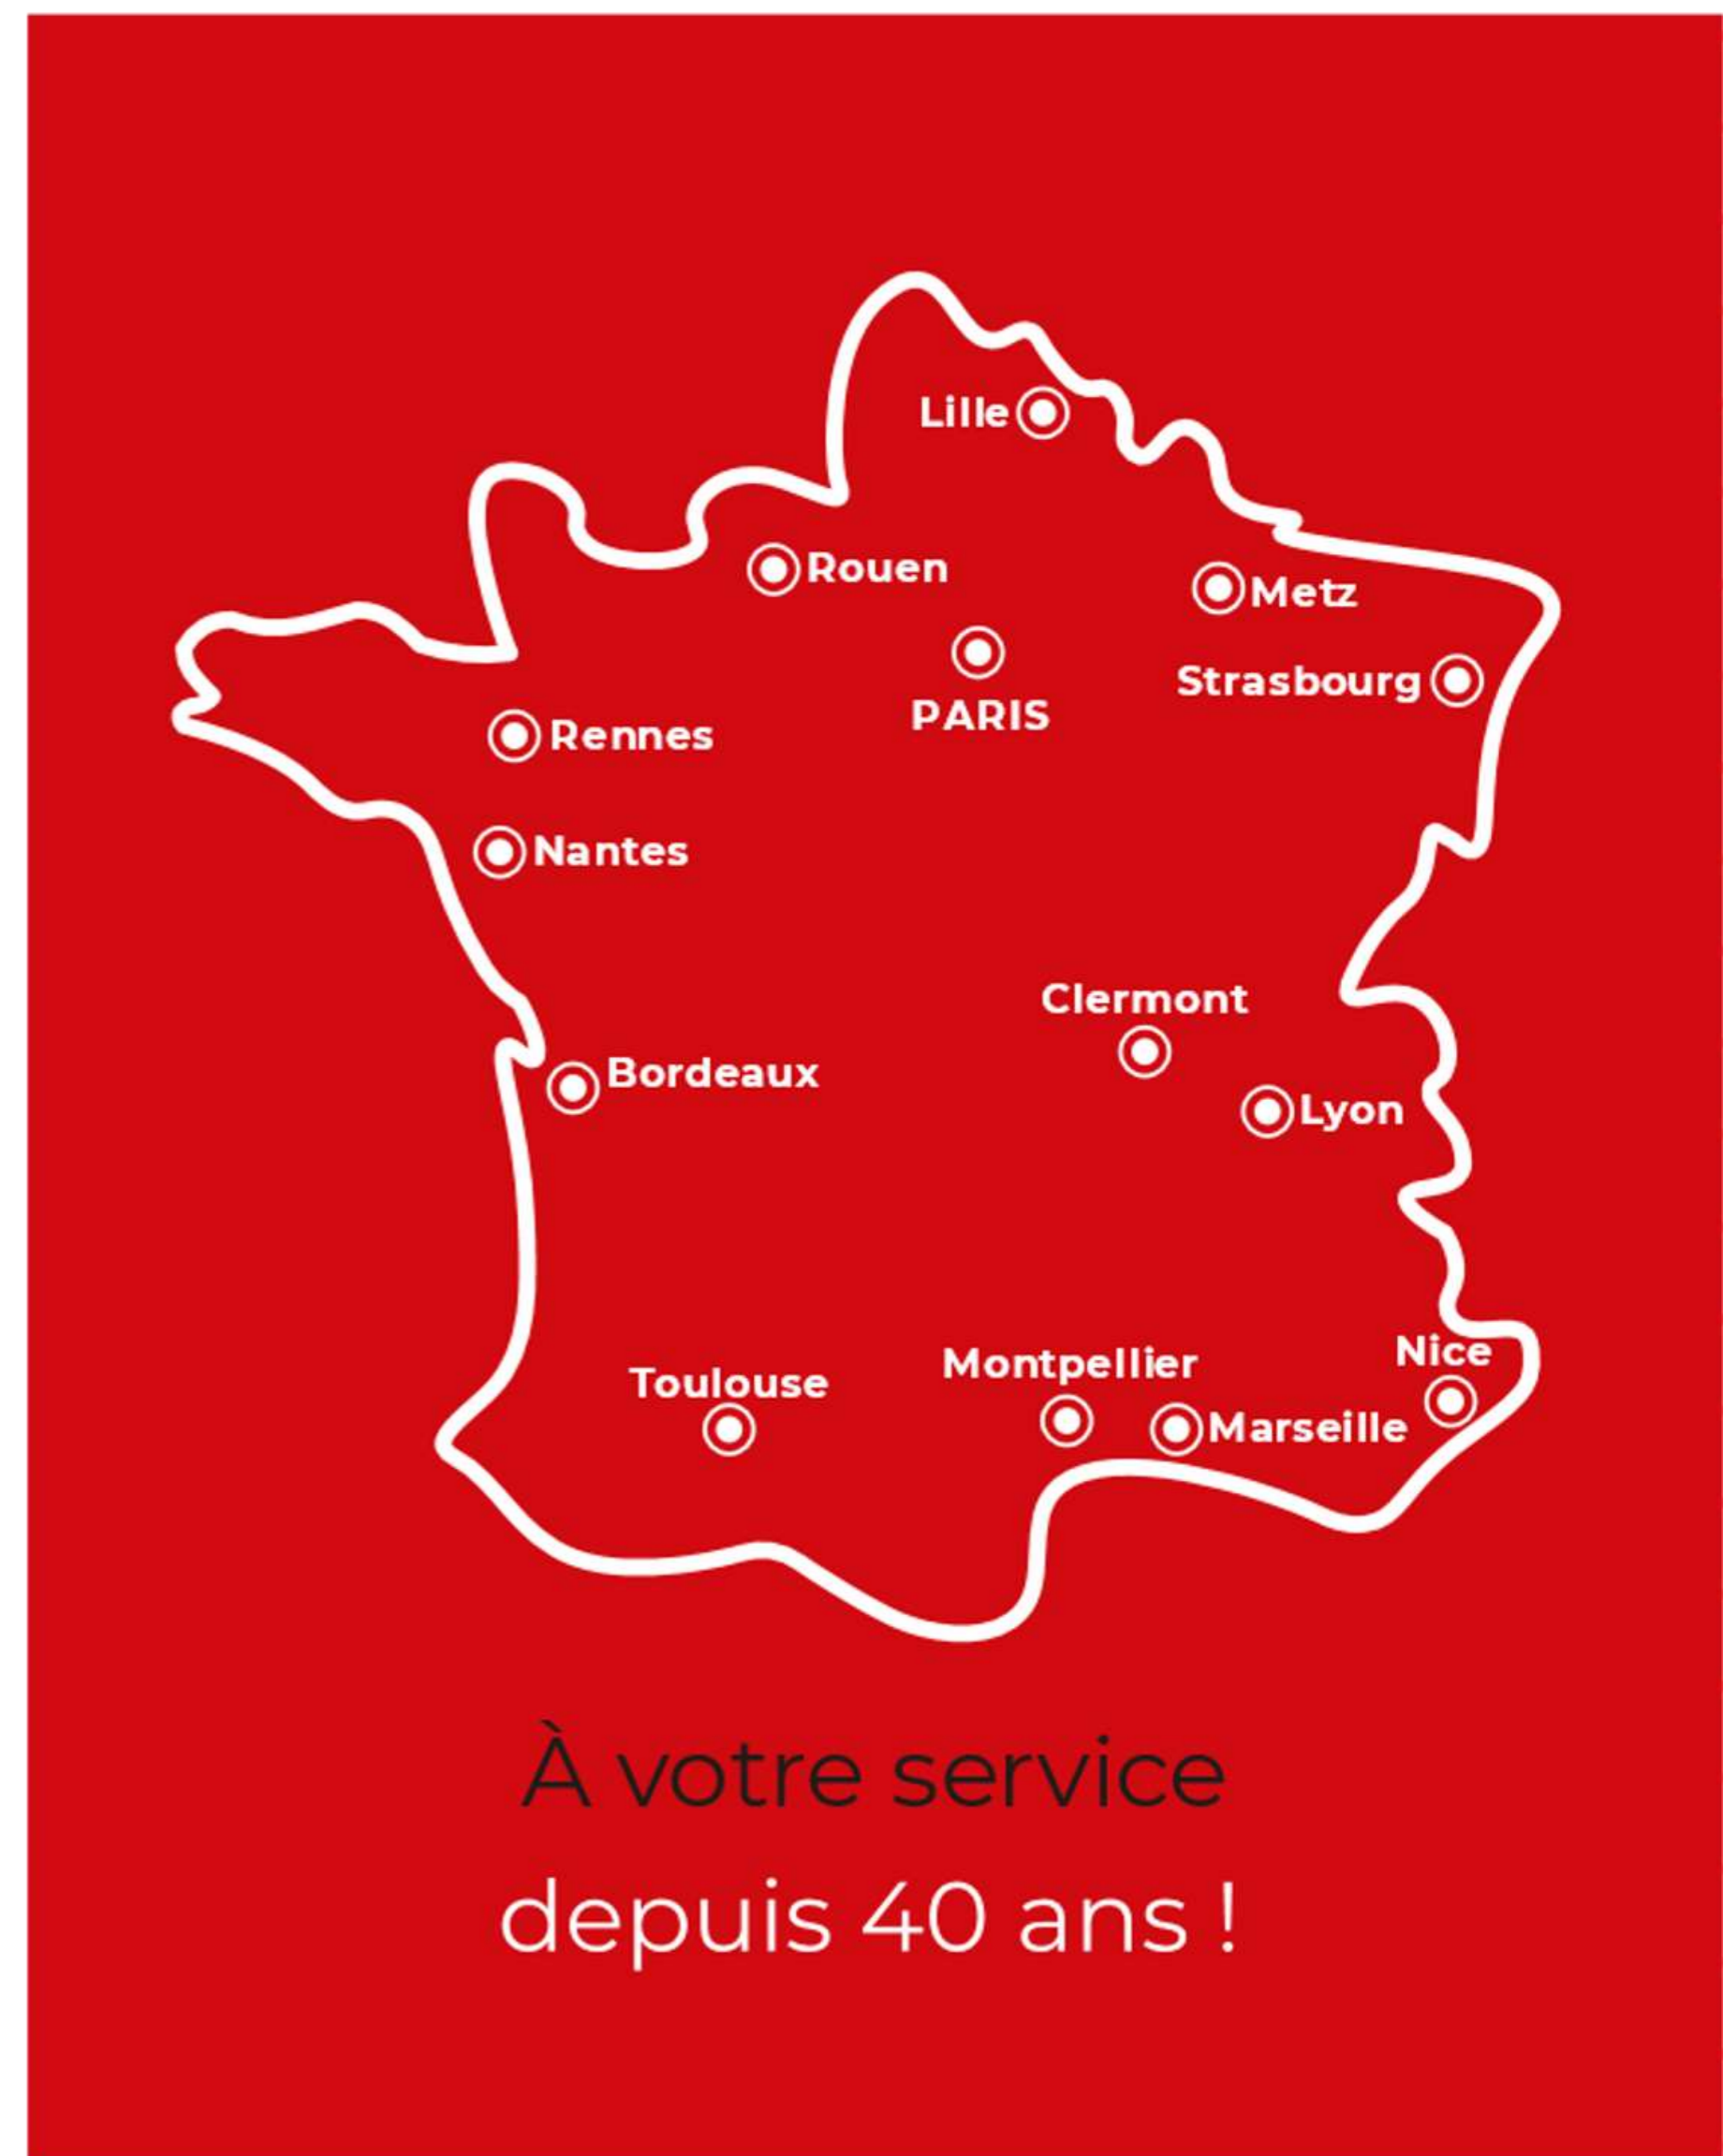 Lille
Rouen
Metz
PARIS
Strasbourg
Rennes
Nantes
Clermont
Bordeaux
Lyon
Nice
Montpellier
Toulouse
Marseille
À votre service
depuis 40 ans !